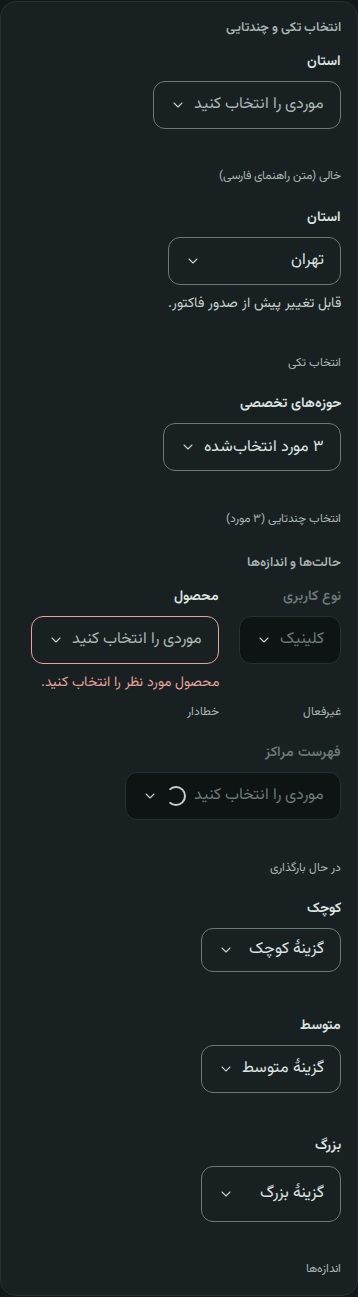 انتخاب تکی و چندتایی
استان
موردی را انتخاب کنید
خالی (متن راهنمای فارسی)
استان
تهران
قابل تغییر پیش از صدور فاکتور.
انتخاب تکی
حوزه‌های تخصصی
۳ مورد انتخاب‌شده
انتخاب چندتایی (۳ مورد)
حالت‌ها و اندازه‌ها
نوع کاربری
کلینیک
غیرفعال
محصول
موردی را انتخاب کنید
محصول مورد نظر را انتخاب کنید.
خطادار
فهرست مراکز
موردی را انتخاب کنید
در حال بارگذاری
کوچک
گزینهٔ کوچک
متوسط
گزینهٔ متوسط
بزرگ
گزینهٔ بزرگ
اندازه‌ها